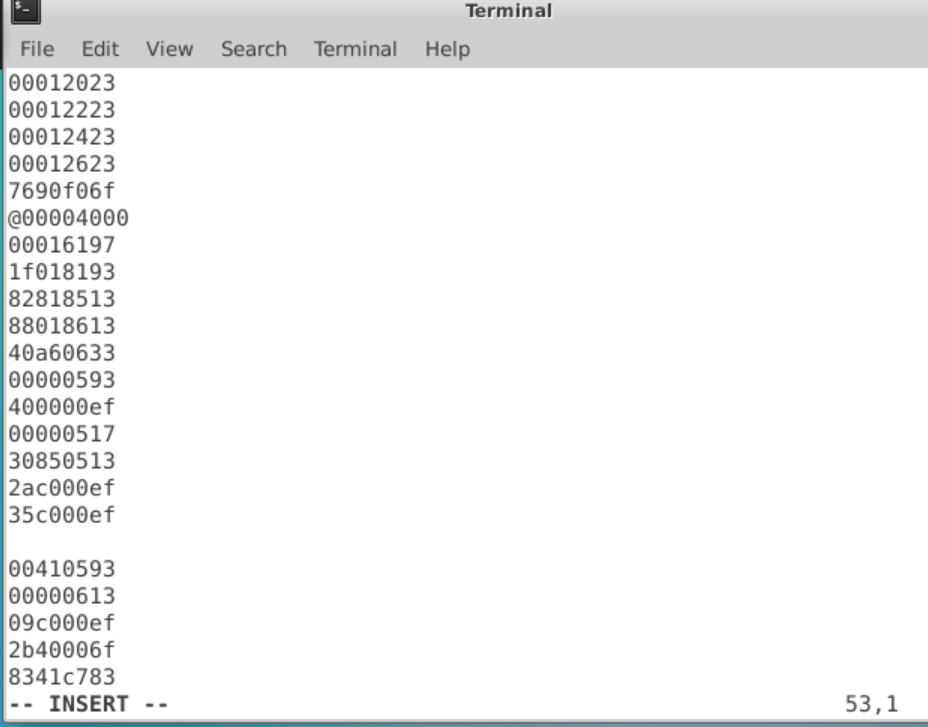 $_
Terminal
File Edit View Search Terminal Help
00012023
00012223
00012423
00012623
7690f06f
@00004000
00016197
1f018193
82818513
88018613
40a60633
00000593
400000ef
00000517
30850513
2ac000ef
35c000ef
00410593
00000613
09c000ef
2b40006f
8341c783
-- INSERT -- 53,1